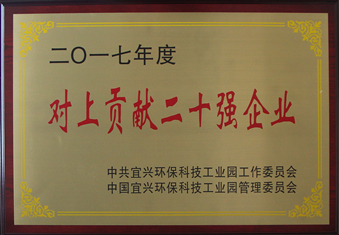 二〇一七年度
对上贡献二十强企业
中共宜兴环保科技工业园工作委员会
中国宜兴环保科技工业园管理委员会